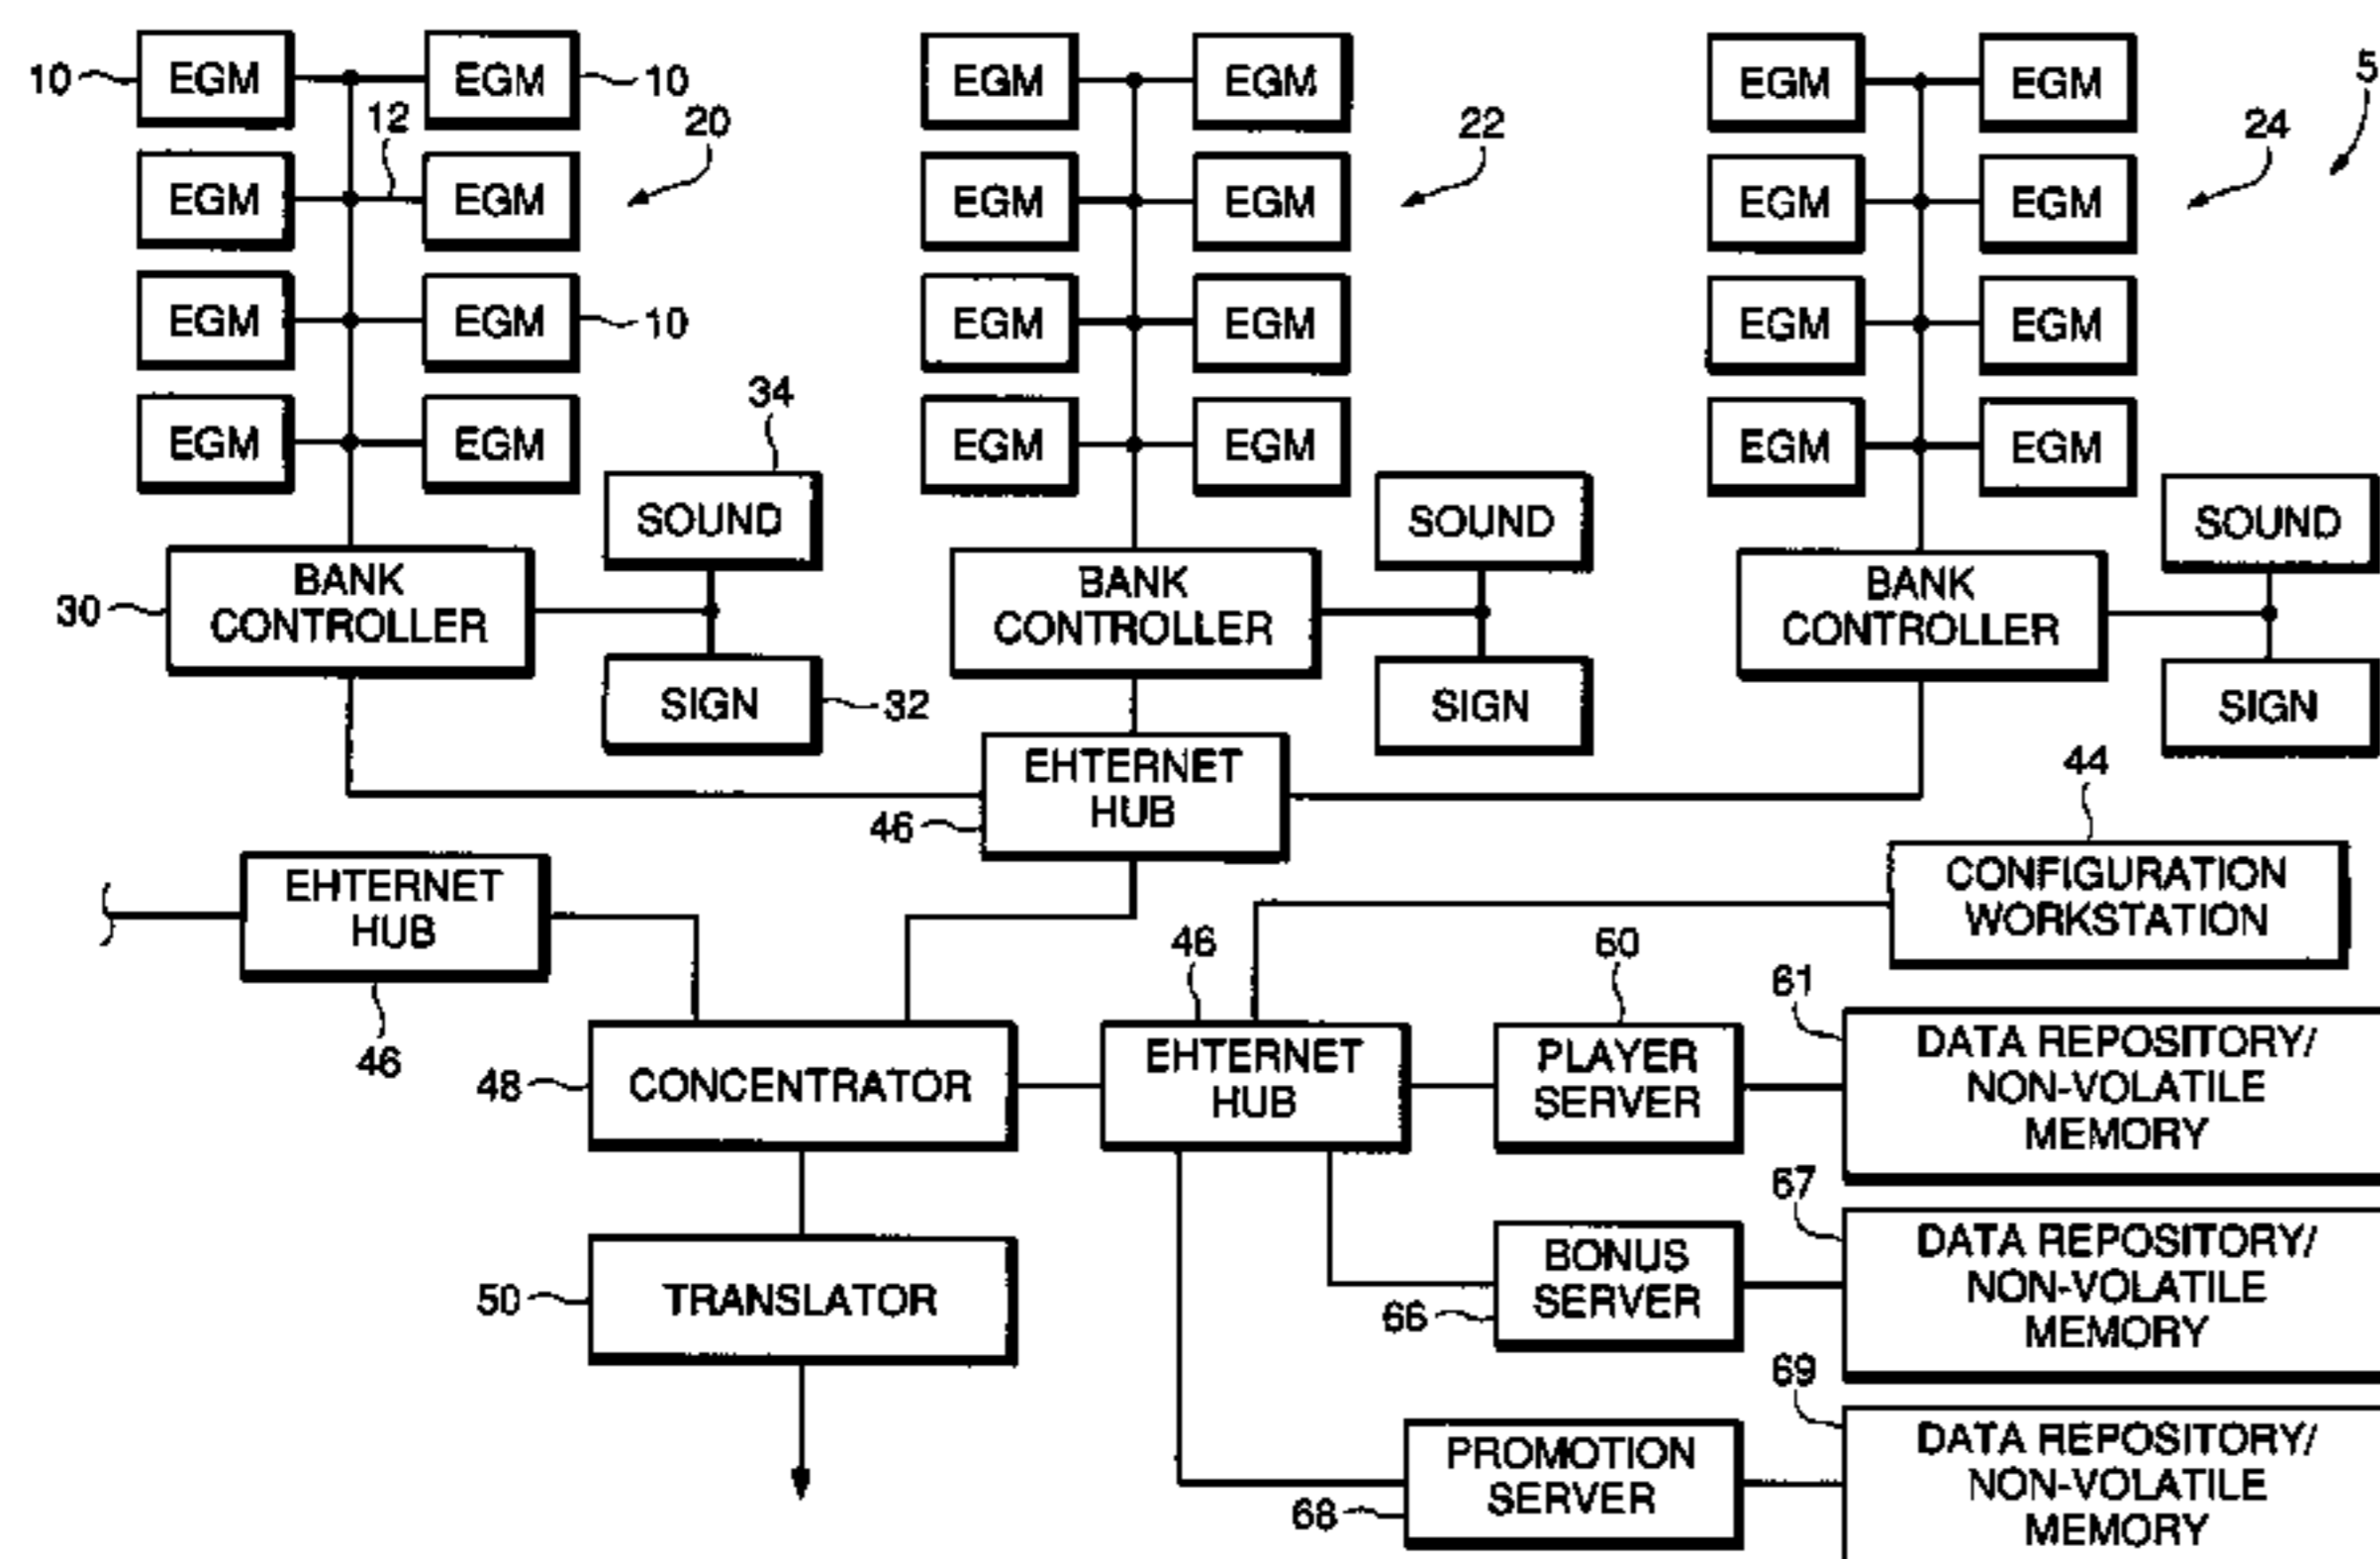 10 EGM EGM 10 EGM EGM EGM EGM 5
12 20 22 24
EGM EGM EGM EGM EGM EGM
EGM EGM 10 EGM EGM EGM EGM
34
EGM EGM EGM EGM EGM EGM
SOUND SOUND SOUND
30 BANK CONTROLLER BANK CONTROLLER BANK CONTROLLER
SIGN 32 SIGN SIGN
EHTERNET
HUB
46
44
EHTERNET
HUB
46
CONFIGURATION
WORKSTATION
46 60 61
48 CONCENTRATOR
EHTERNET
HUB
PLAYER
SERVER
DATA REPOSITORY/
NON-VOLATILE
MEMORY
67
50 TRANSLATOR
BONUS
SERVER
66
DATA REPOSITORY/
NON-VOLATILE
MEMORY
69
PROMOTION
SERVER
68
DATA REPOSITORY/
NON-VOLATILE
MEMORY